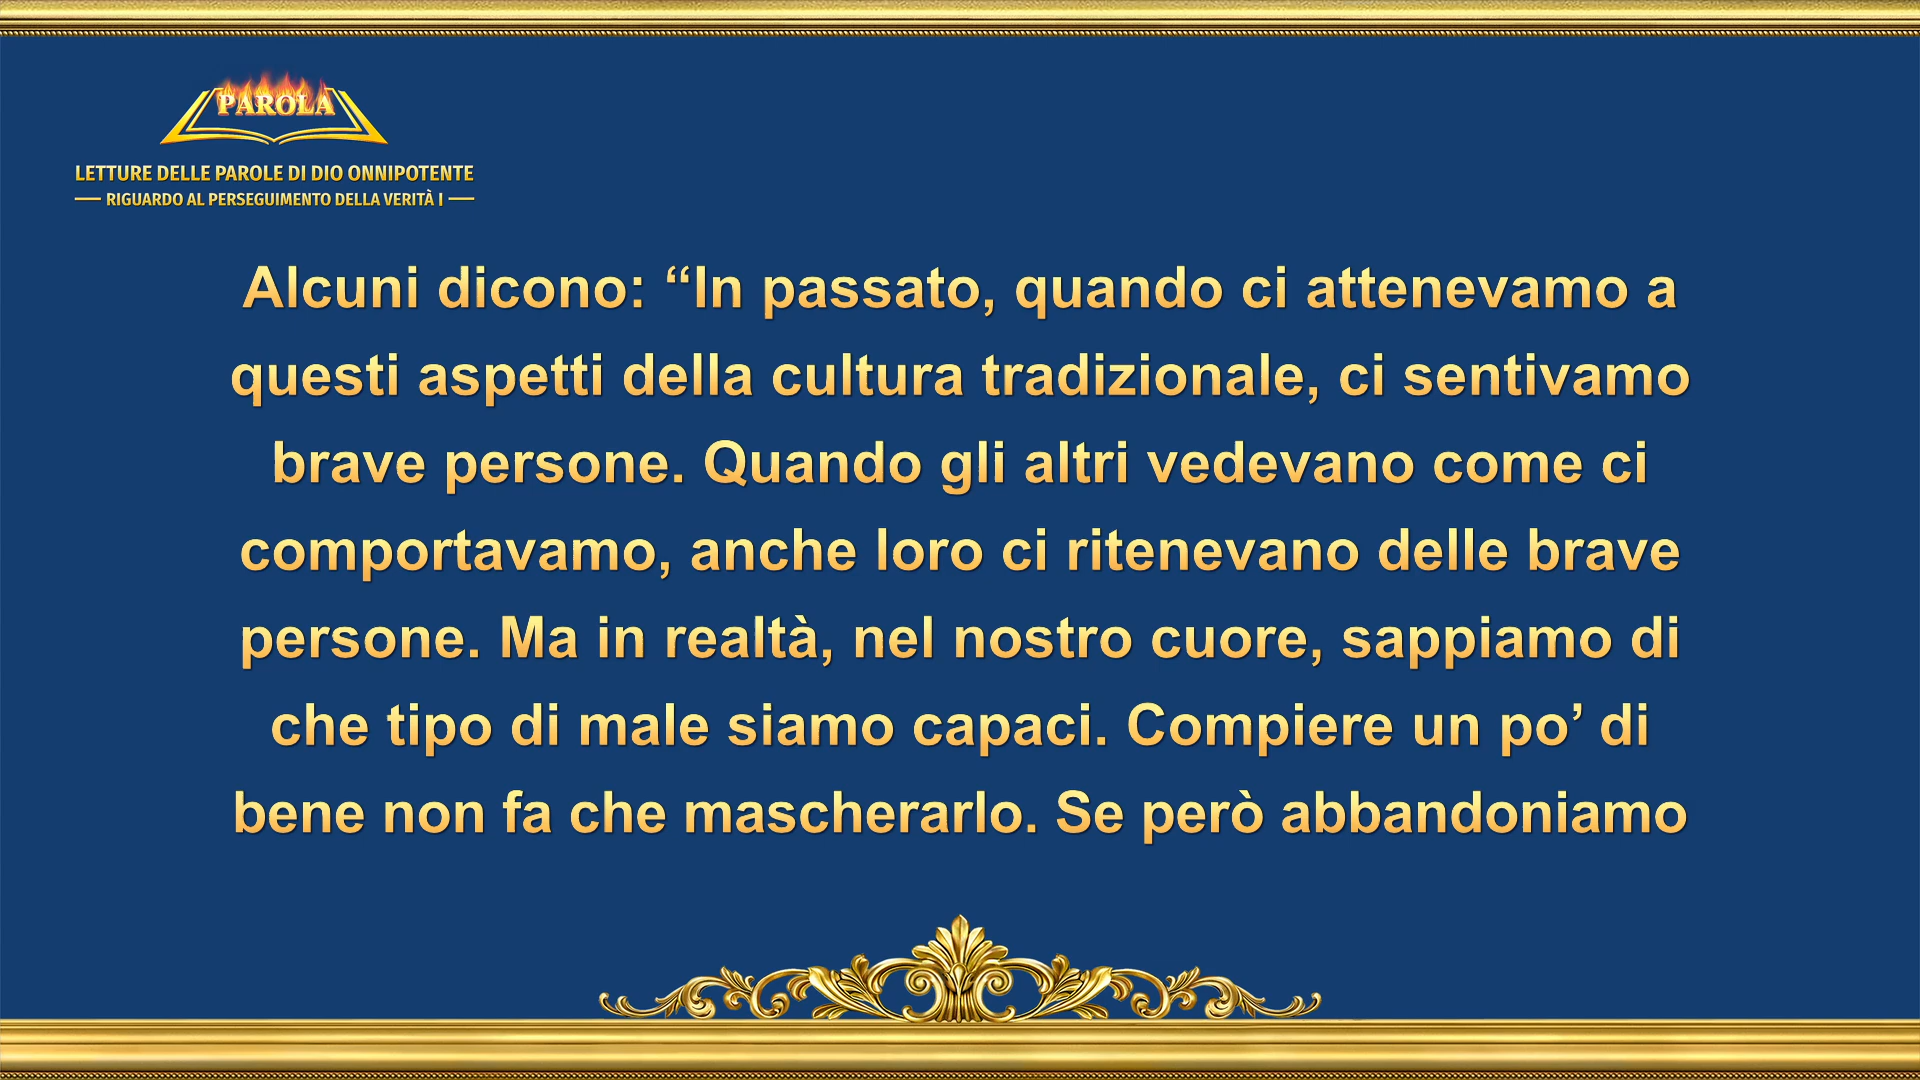 PAROLA
LETTURE DELLE PAROLE DI DIO ONNIPOTENTE
RIGUARDO AL PERSEGUIMENTO DELLA VERITÀ I
Alcuni dicono: “In passato, quando ci attenevamo a
questi aspetti della cultura tradizionale, ci sentivamo
brave persone. Quando gli altri vedevano come ci
comportavamo, anche loro ci ritenevano delle brave
persone. Ma in realtà, nel nostro cuore, sappiamo di
che tipo di male siamo capaci. Compiere un po’ di
bene non fa che mascherarlo. Se però abbandoniamo